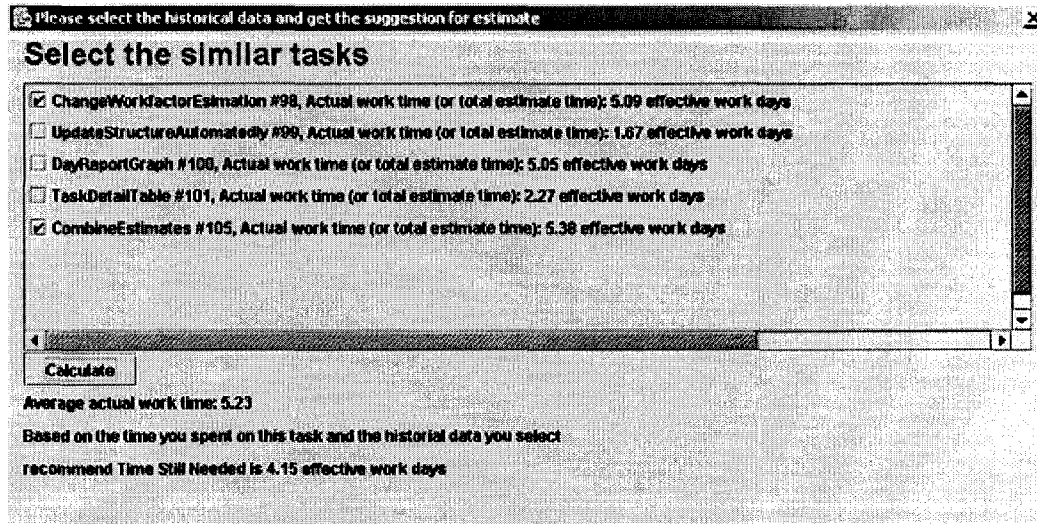 Please select the historical data and get the suggestion for estimate
Select the similar tasks
ChangeWorkfactorEsimation #98, Actual work time (or total estimate time): 5.09 effective work days
UpdateStructureAutomatedly #99, Actual work time (or total estimate time): 1.67 effective work days
DayRaportGraph #100, Actual work time (or total estimate time): 5.05 effective work days
TaskDetailTable #101, Actual work time (or total estimate time): 2.27 effective work days
CombineEstimates #105, Actual work time (or total estimate time): 5.38 effective work days
Calculate
Average actual work time: 5.23
Based on the time you spent on this task and the historial data you select
recommend Time Still Needed is 4.15 effective work days